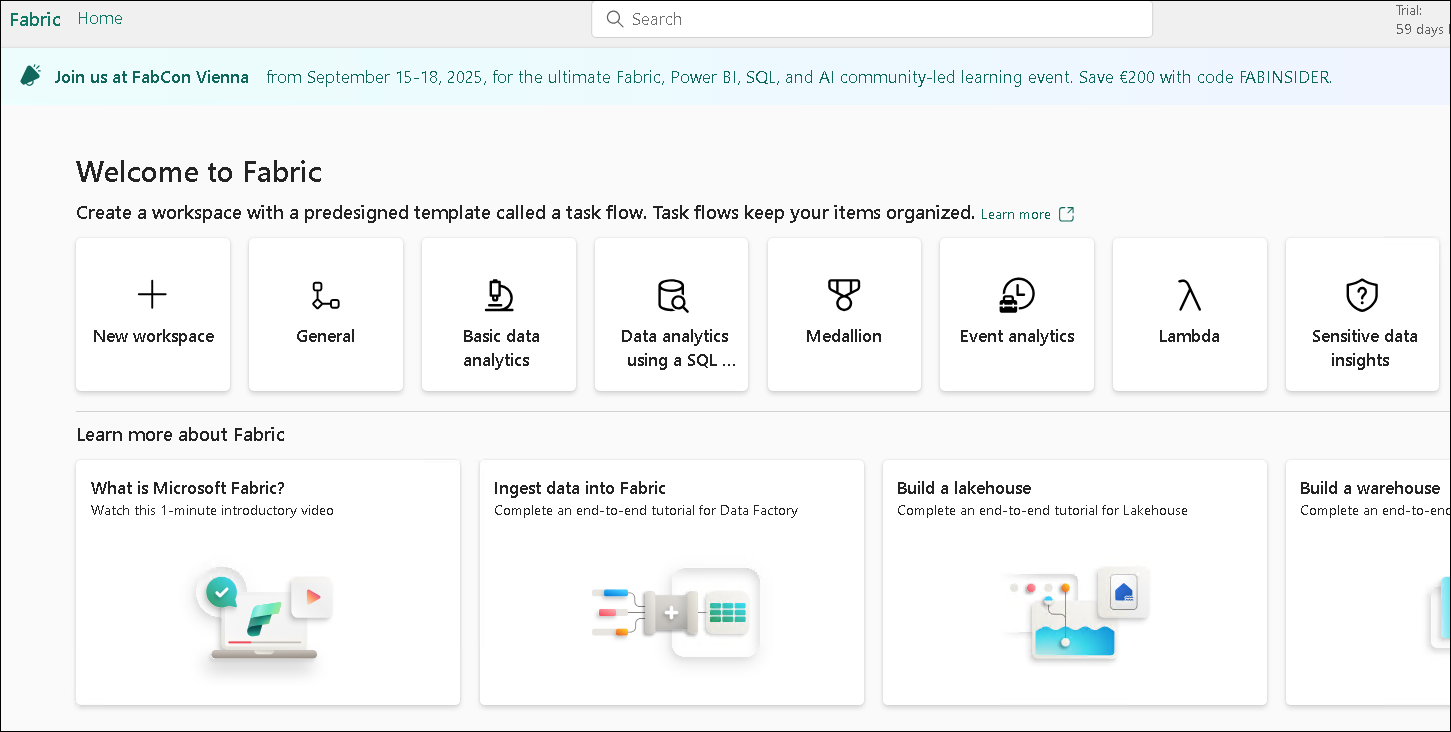 Fabric Home
Search
Trial:
59 days
Join us at FabCon Vienna from September 15-18, 2025, for the ultimate Fabric, Power BI, SQL, and AI community-led learning event. Save €200 with code FABINSIDER.
Welcome to Fabric
Create a workspace with a predesigned template called a task flow. Task flows keep your items organized. Learn more
New workspace
General
Basic data
analytics
Data analytics
using a SQL ...
Medallion
Event analytics
Lambda
Sensitive data
insights
Learn more about Fabric
What is Microsoft Fabric?
Watch this 1-minute introductory video
Ingest data into Fabric
Complete an end-to-end tutorial for Data Factory
Build a lakehouse
Complete an end-to-end tutorial for Lakehouse
Build a warehouse
Complete an end-to-end